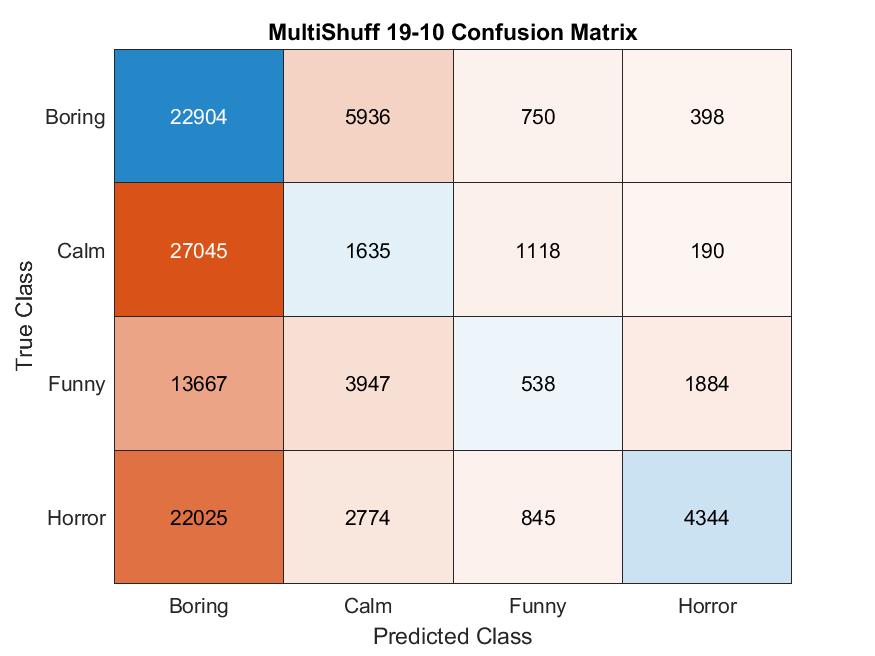 MultiShuff 19-10 Confusion Matrix
Boring 22904 5936 750 398
Calm 27045 1635 1118 190
Funny 13667 3947 538 1884
Horror 22025 2774 845 4344
True Class
Boring Calm Funny Horror
Predicted Class